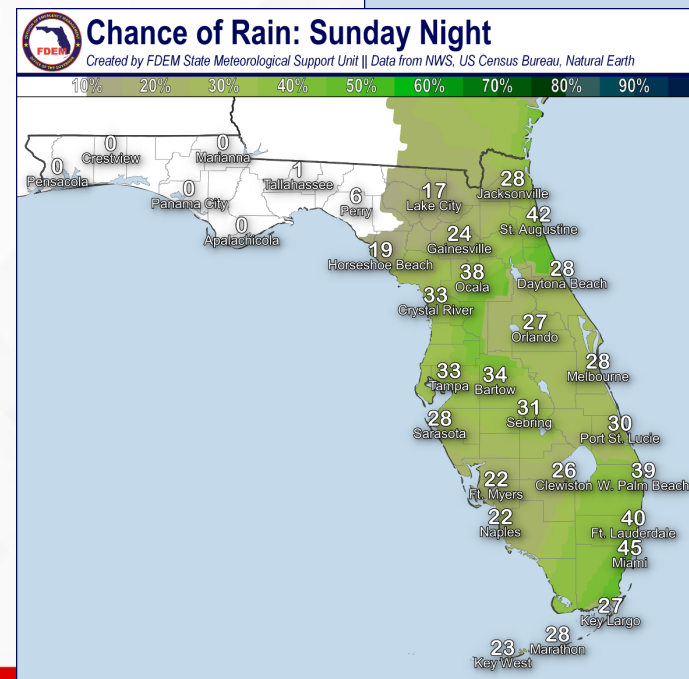 FDEM
Chance of Rain: Sunday Night
Created by FDEM State Meteorological Support Unit || Data from NWS, US Census Bureau, Natural Earth
10% 20% 30% 40% 50% 60% 70% 80% 90%
0
Crestview
0
Marianna
0
Pensacola
0
Panama City
1
Tallahassee
6
Perry
0
Apalachicola
17
Lake City
28
Jacksonville
42
St. Augustine
24
Gainesville
19
Horseshoe Beach
38
Ocala
28
Daytona Beach
33
Crystal River
27
Orlando
28
Melbourne
33
Tampa
34
Bartow
31
Sebring
28
Sarasota
30
Port St. Lucie
22
Ft. Myers
26
Clewiston
39
W. Palm Beach
22
Naples
40
Ft. Lauderdale
45
Miami
27
Key Largo
28
Marathon
23
Key West